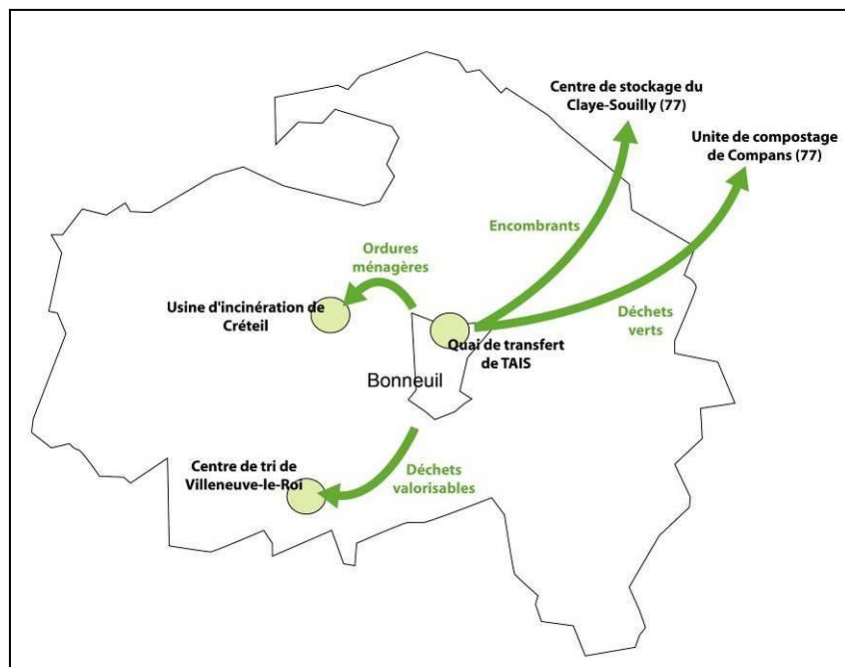 Centre de stockage du
Claye-Souilly (77)
Unite de compostage
de Compans (77)
Encombrants
Ordures
ménagères
Usine d'incinération de
Créteil
Déchets
verts
Quai de transfert
de TAIS
Bonneuil
Centre de tri de
Villeneuve-le-Roi
Déchets
valorisables